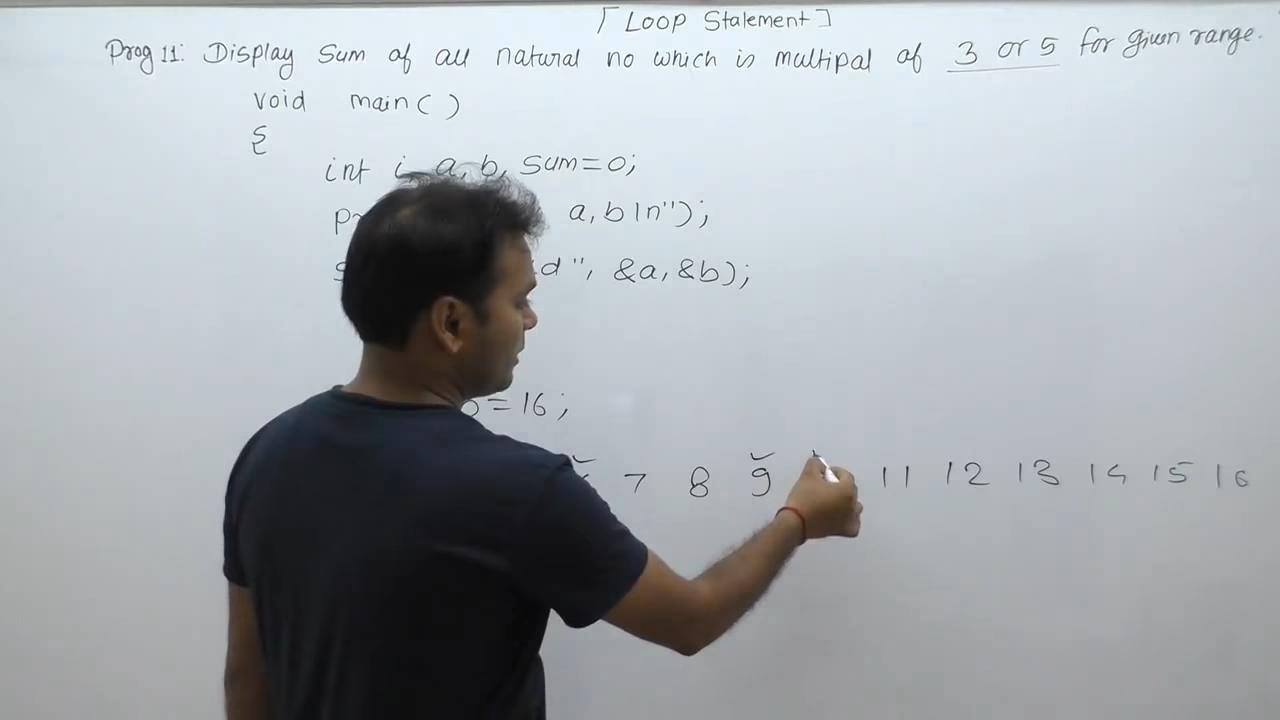 [Loop Statement]
Prog 11: Display Sum of all natural no which is multipal of 3 or 5 for given range.
void main()
{
int i, a, b, sum=0;
a,b\n");
d", &a, &b);
=16;
7 8 9 11 12 13 14 15 16